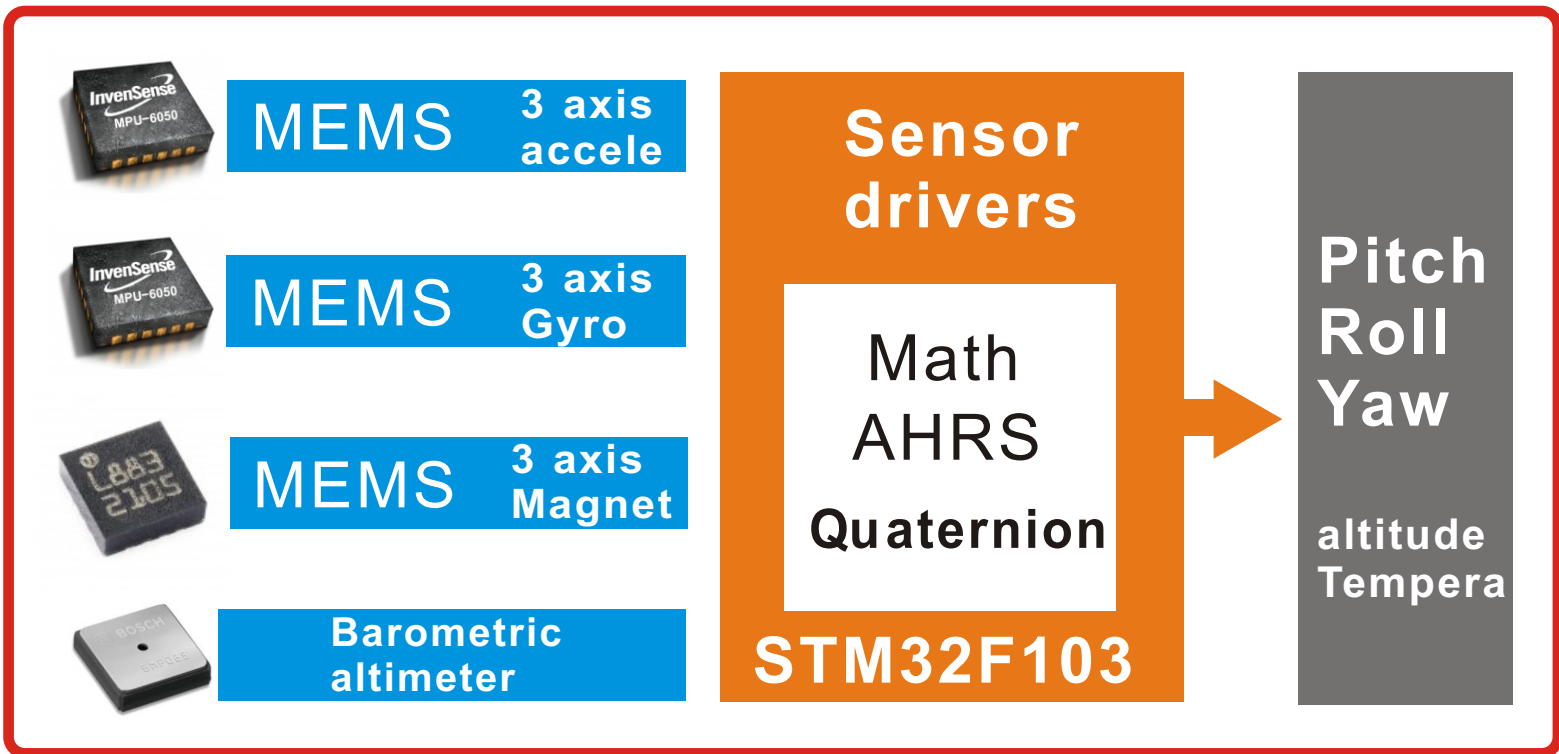 InvenSense
MPU-6050
MEMS
3 axis
accele
InvenSense
MPU-6050
MEMS
3 axis
Gyro
L883
2105
MEMS
3 axis
Magnet
BOSCH
Barometric
altimeter
Sensor
drivers
Math
AHRS
Quaternion
STM32F103
Pitch
Roll
Yaw
altitude
Tempera